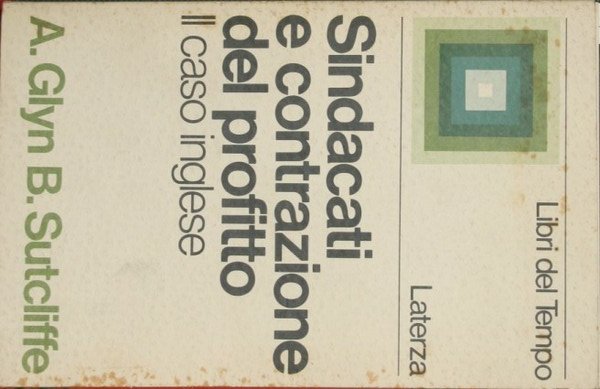 Libri del Tempo
Laterza
Sindacati
e contrazione
del profitto
Il caso inglese
A. Glyn B. Sutcliffe